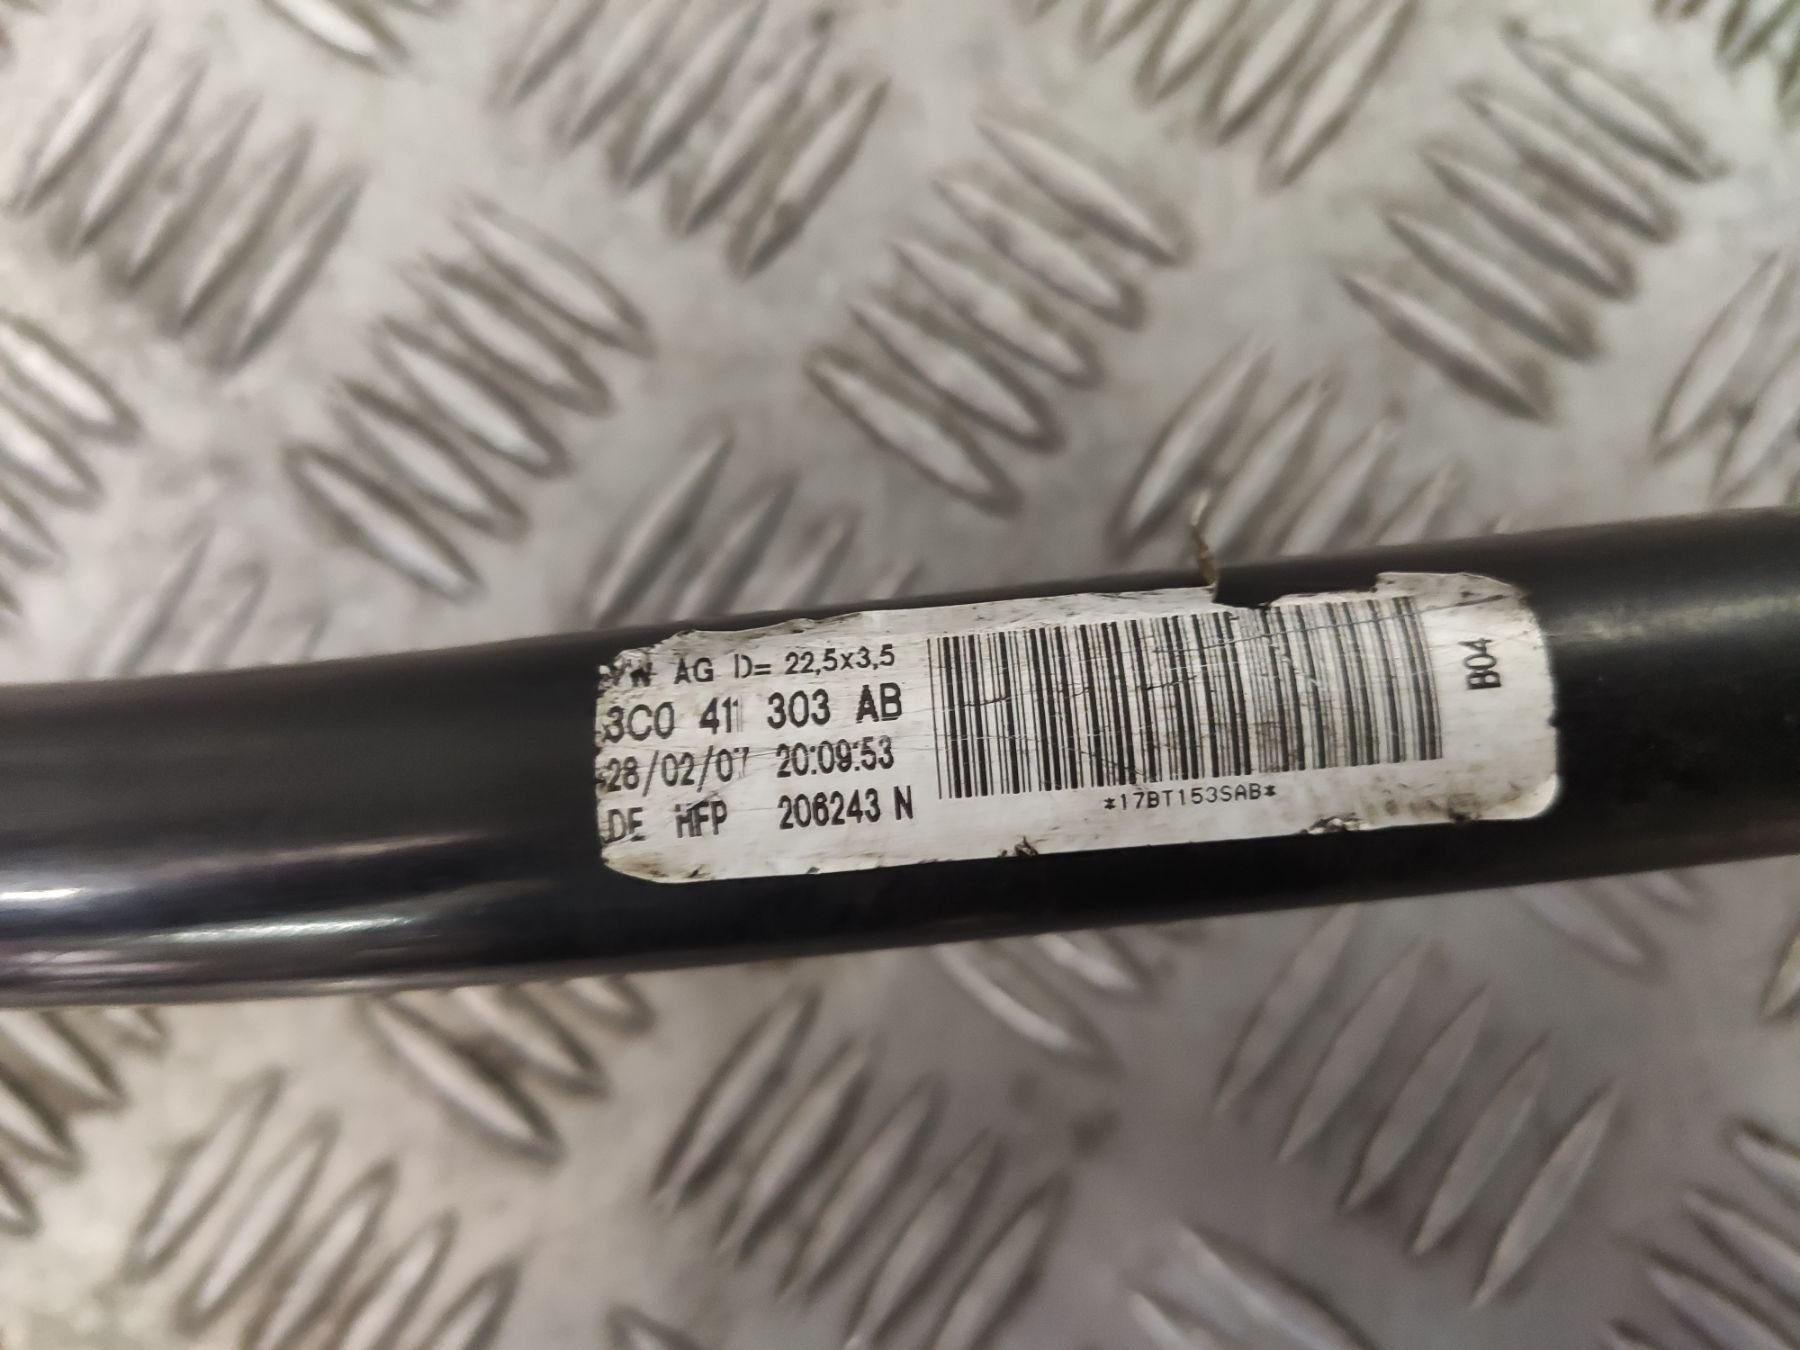 VW AG D= 22,5x3,5
3C0 411 303 AB
28/02/07 20:09:53
DE HFP 206243 N
*17BT153SAB*
B04